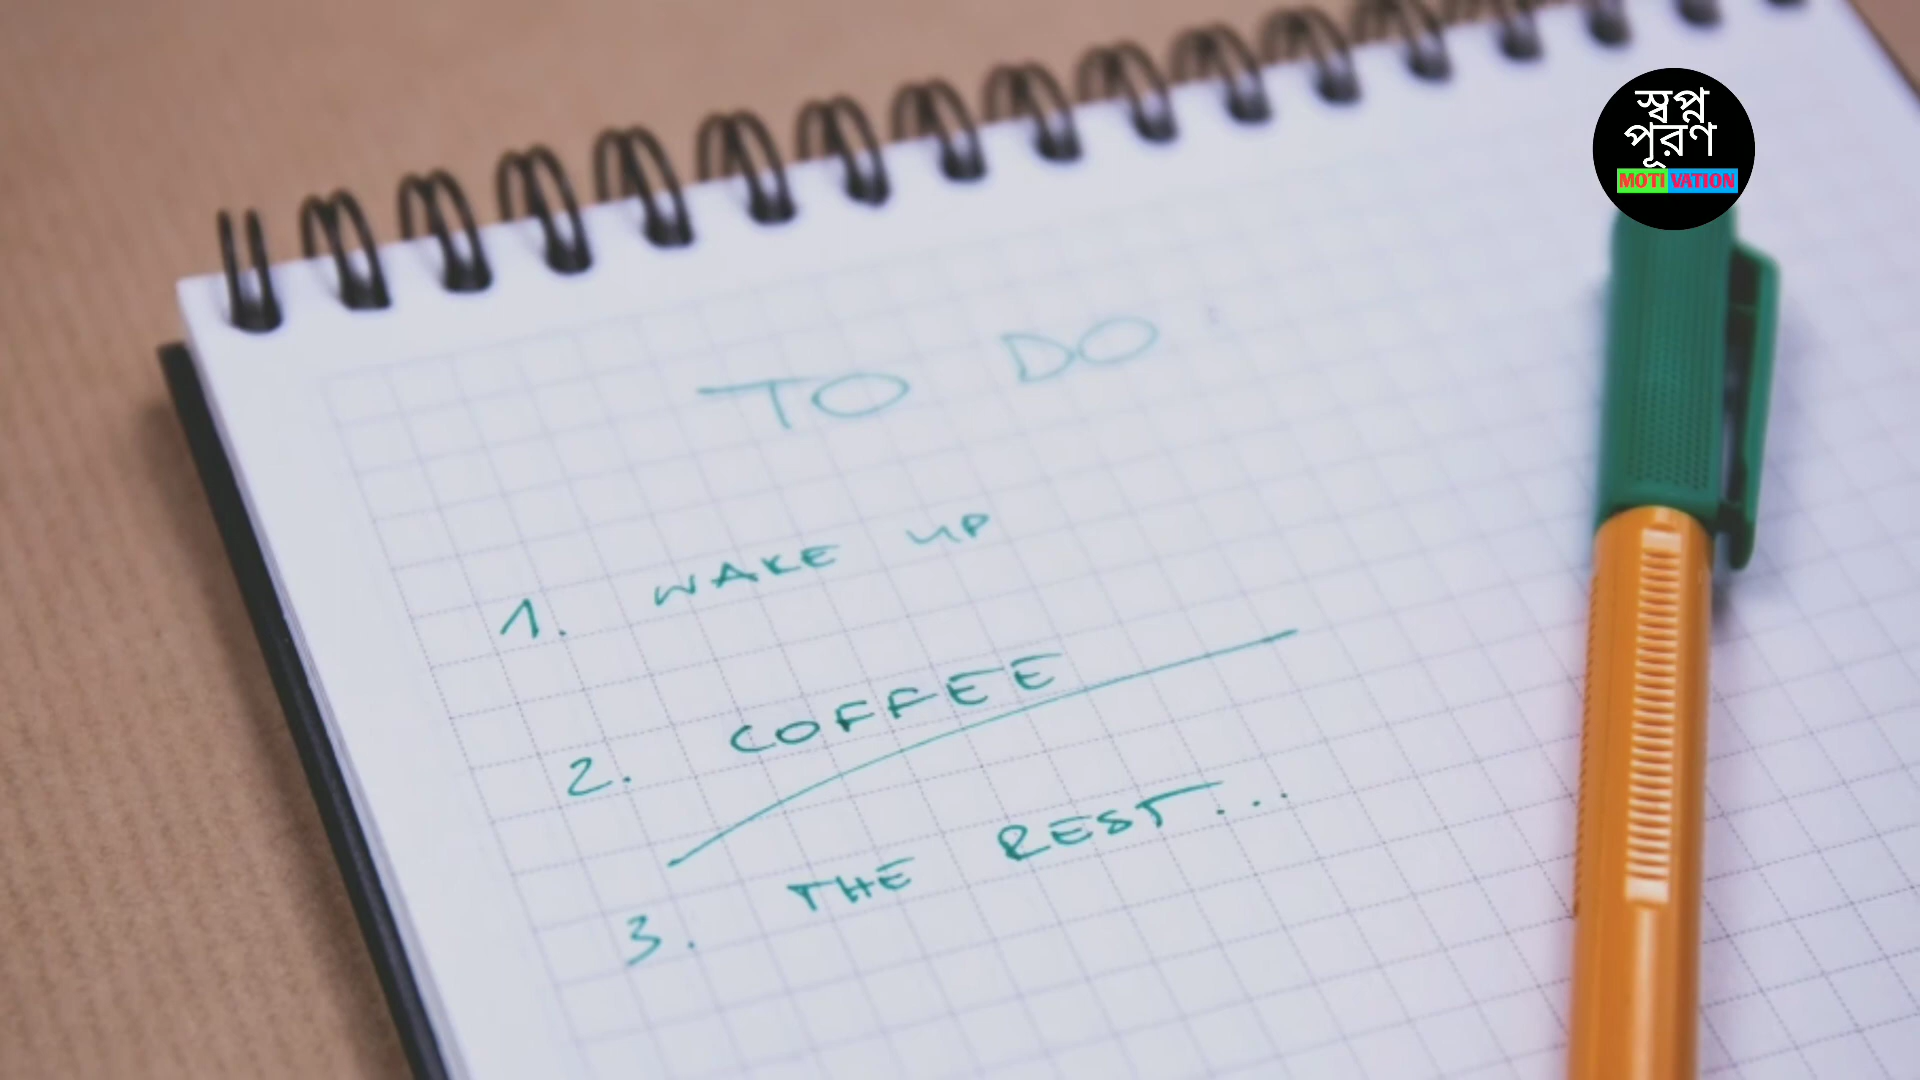 স্বপ্ন
পূরণ
MOTIVATION
TO DO
1. WAKE UP
2. COFFEE
3. THE REST...